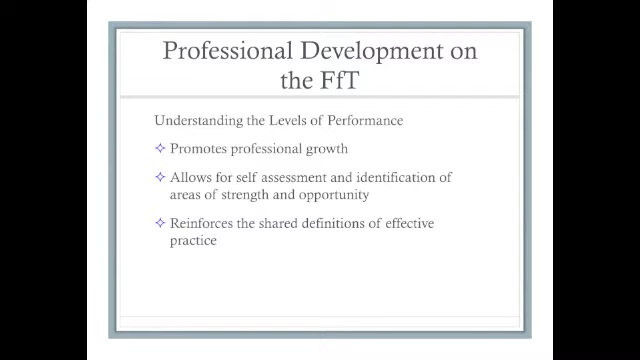 Professional Development on
the FfT
Understanding the Levels of Performance
Promotes professional growth
Allows for self assessment and identification of
areas of strength and opportunity
Reinforces the shared definitions of effective
practice